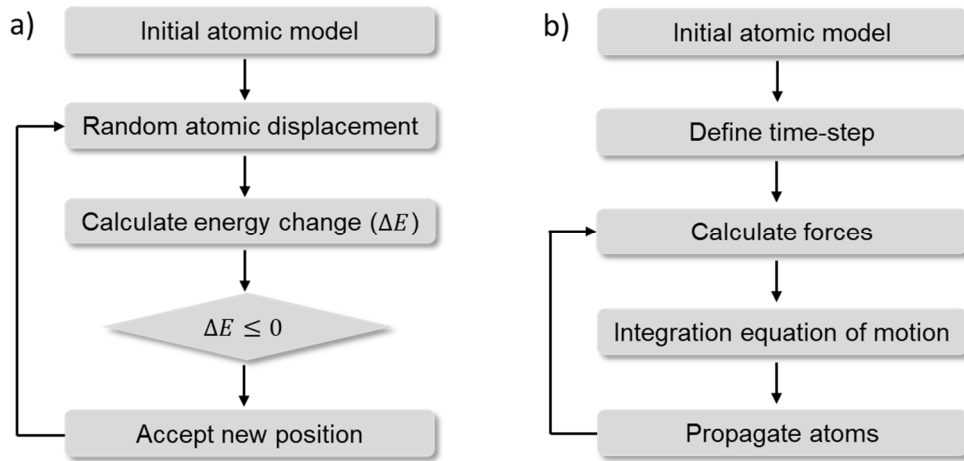 a)
Initial atomic model
Random atomic displacement
Calculate energy change (Δ𝐸)
Δ𝐸 ≤ 0
Accept new position
b)
Initial atomic model
Define time-step
Calculate forces
Integration equation of motion
Propagate atoms